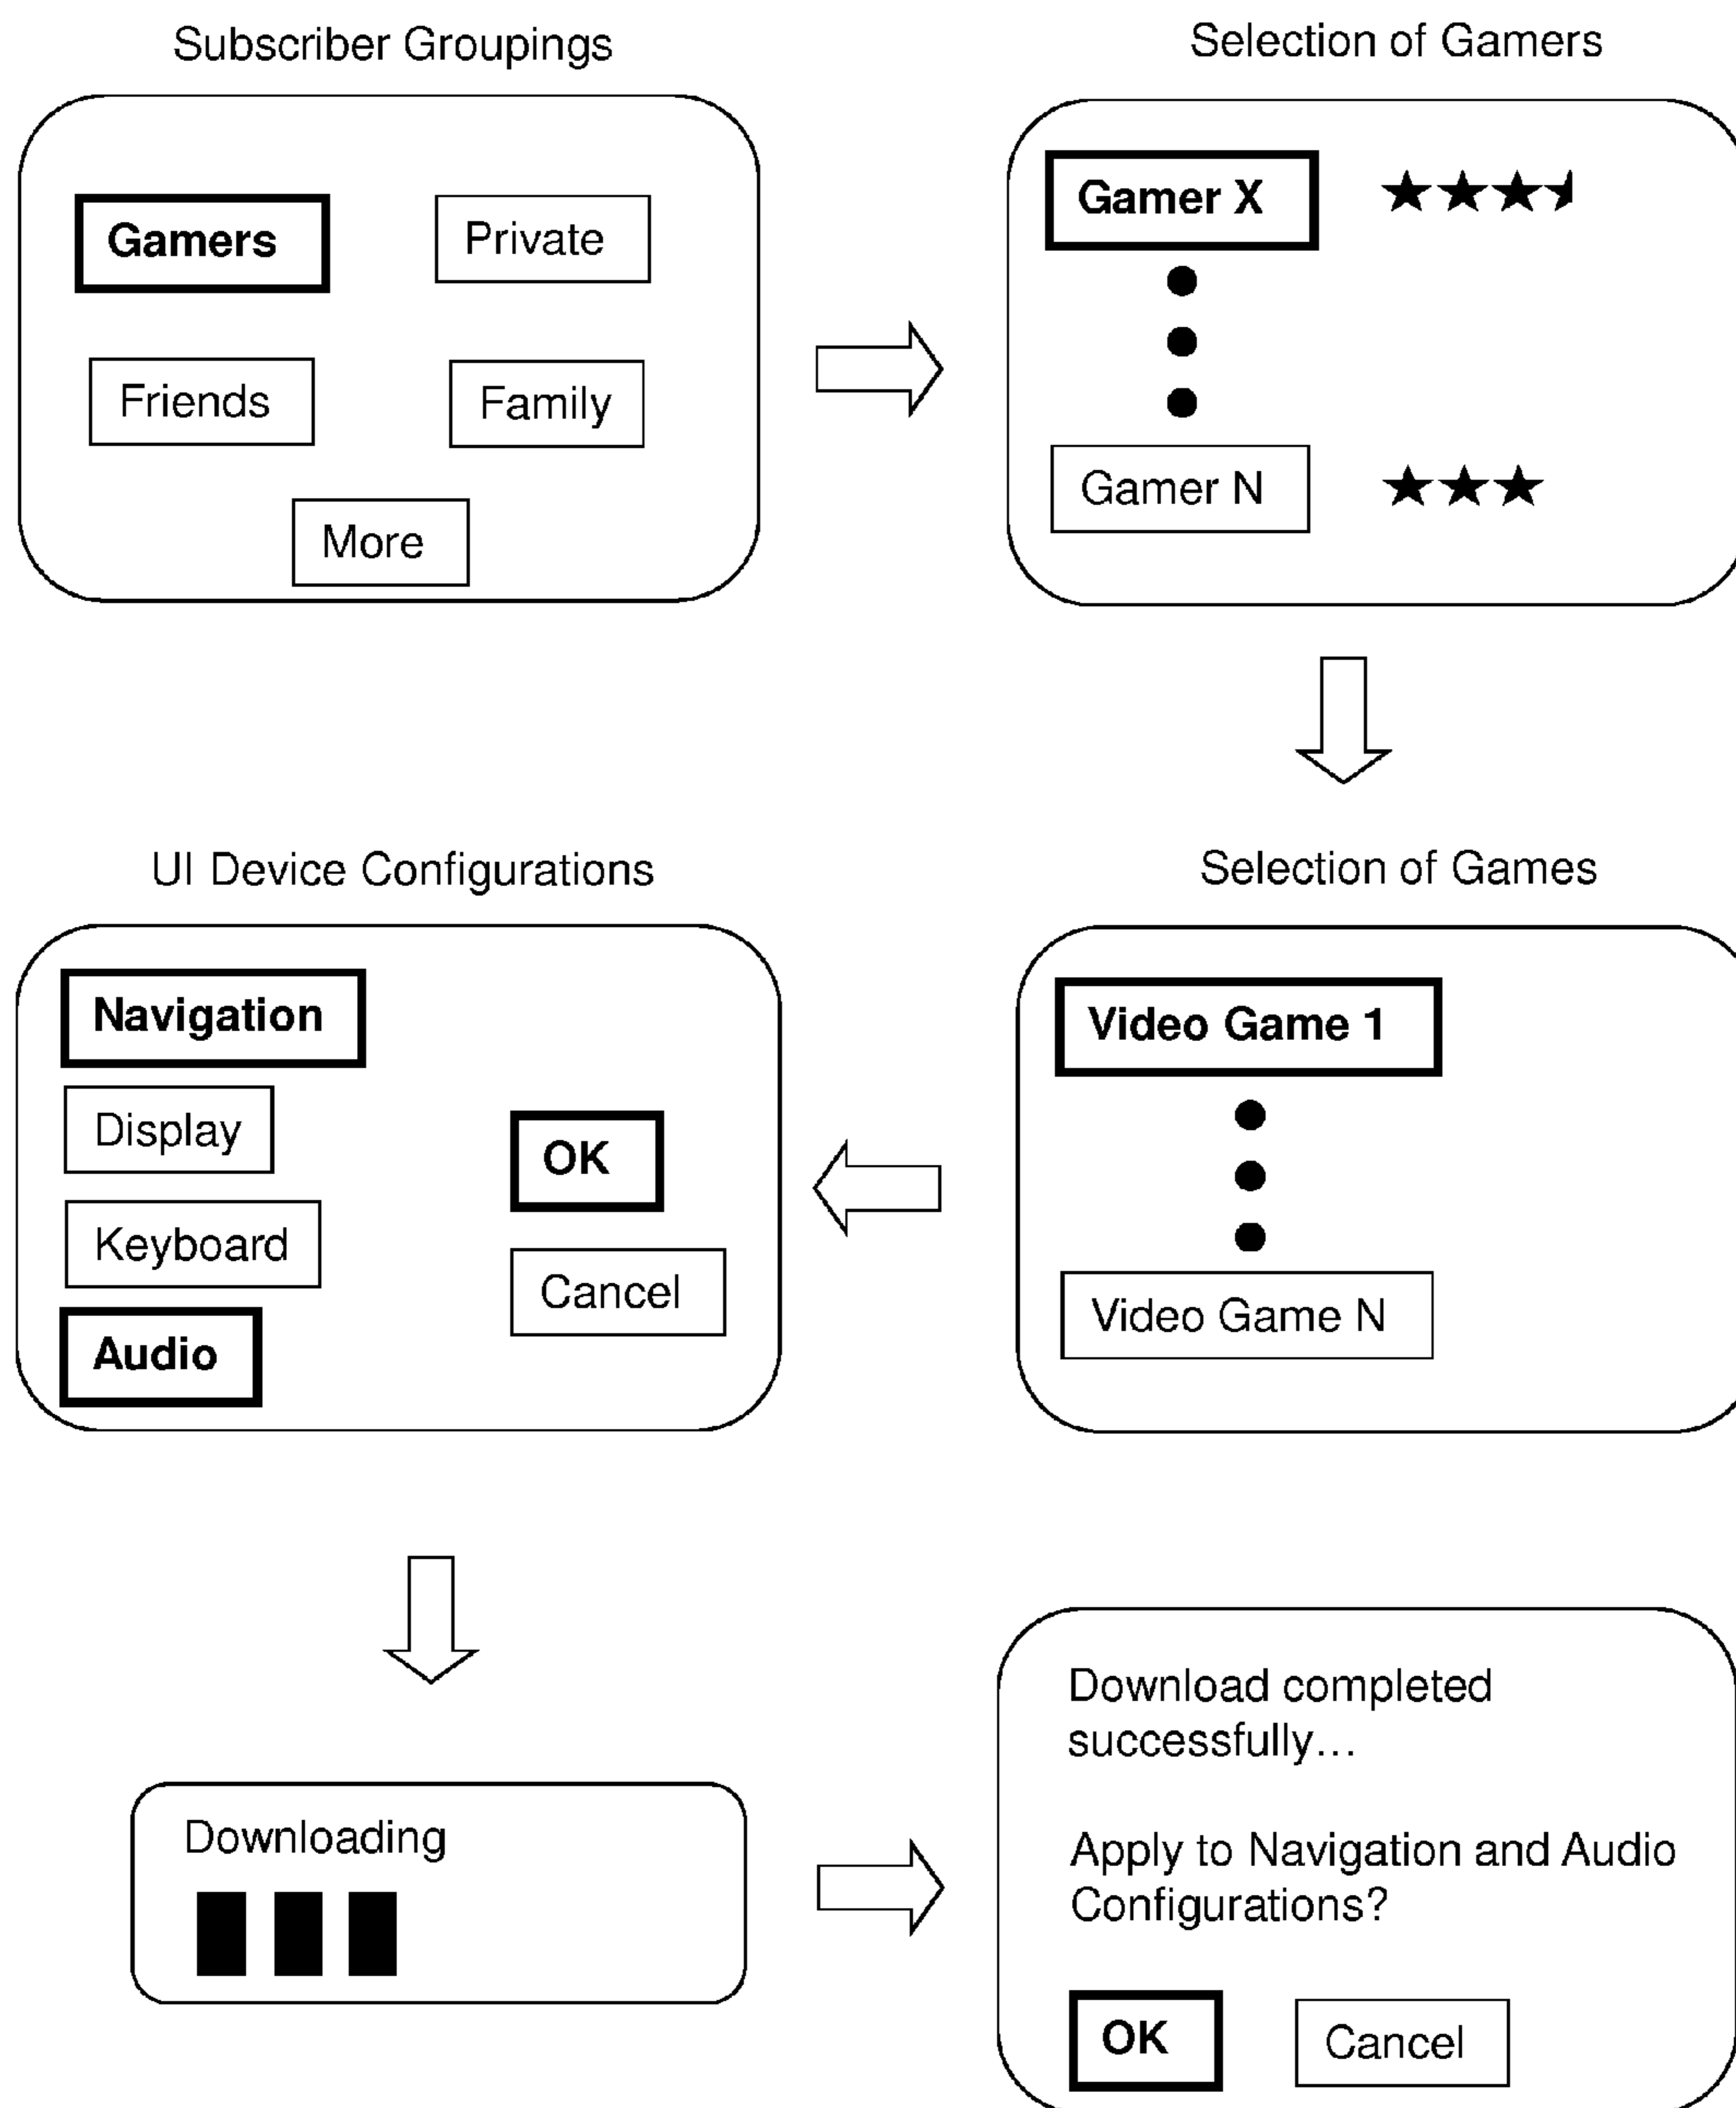 Subscriber Groupings
Gamers
Private
Friends
Family
More
Selection of Gamers
Gamer X
Gamer N
Selection of Games
Video Game 1
Video Game N
UI Device Configurations
Navigation
Display
Keyboard
Audio
OK
Cancel
Downloading
Download completed
successfully...
Apply to Navigation and Audio
Configurations?
OK
Cancel